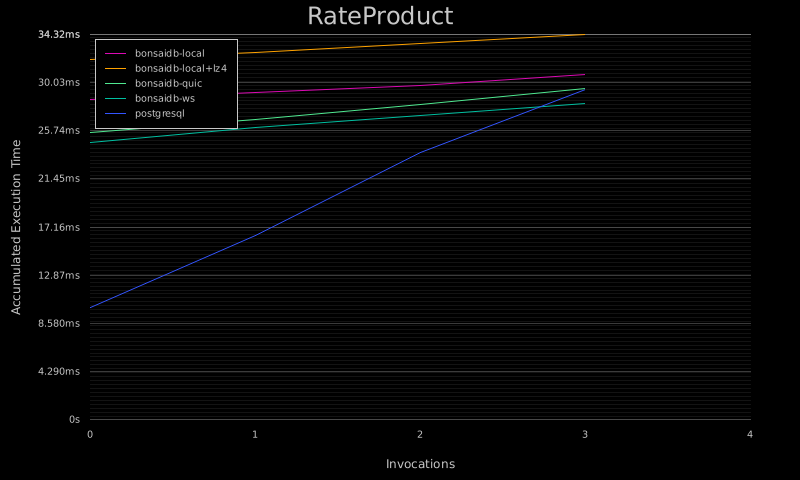 RateProduct
34.32ms
30.03ms
25.74ms
21.45ms
17.16ms
12.87ms
8.580ms
4.290ms
0s
Accumulated Execution Time
bonsaidb-local
bonsaidb-local+lz4
bonsaidb-quic
bonsaidb-ws
postgresql
0 1 2 3 4
Invocations